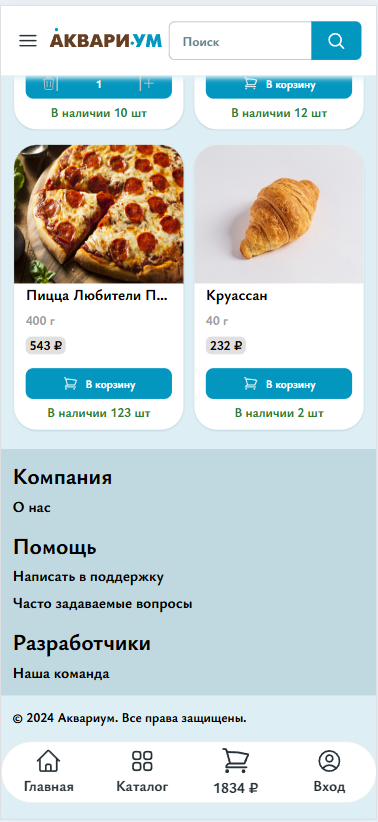 АКВАРИ·УМ
Поиск
1
В корзину
В наличии 10 шт
В наличии 12 шт
Пицца Любители П...
Круассан
400 г
40 г
543 ₽
232 ₽
В корзину
В корзину
В наличии 123 шт
В наличии 2 шт
Компания
О нас
Помощь
Написать в поддержку
Часто задаваемые вопросы
Разработчики
Наша команда
© 2024 Аквариум. Все права защищены.
Главная
Каталог
1834 ₽
Вход